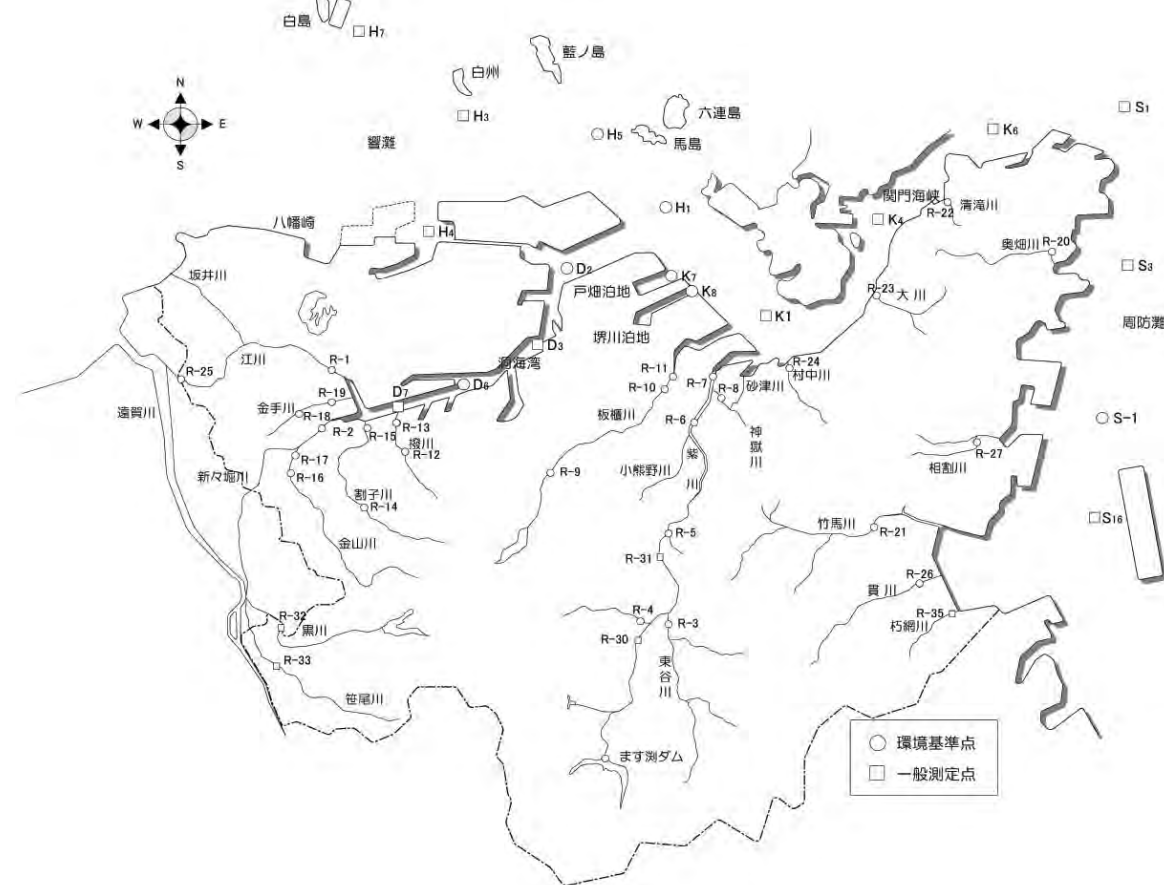 白島
H7
藍ノ島
白州
N
W
E
S
H3
六連島
H5
馬島
S1
K6
響灘
関門海峡
八幡崎
H1
清滝川
R-22
K4
H4
奥畑川
R-20
坂井川
D2
K7
S3
戸畑泊地
K8
R-23
大川
K1
周防灘
堺川泊地
D3
洞海湾
江川
R-1
R-25
R-11
R-7
R-24
砂津川
村中川
D7
D6
R-10
R-8
R-19
金手川
遠賀川
R-18
R-2
R-15
R-13
板櫃川
R-6
S-1
撥川
R-12
神嶽川
紫川
R-17
R-16
新々堀川
R-9
小熊野川
R-27
相割川
割子川
R-14
竹馬川
R-21
S16
金山川
R-5
R-31
R-26
貫川
R-32
黒川
R-4
R-3
R-35
朽網川
R-30
R-33
東谷川
笹尾川
ます渕ダム
環境基準点
一般測定点